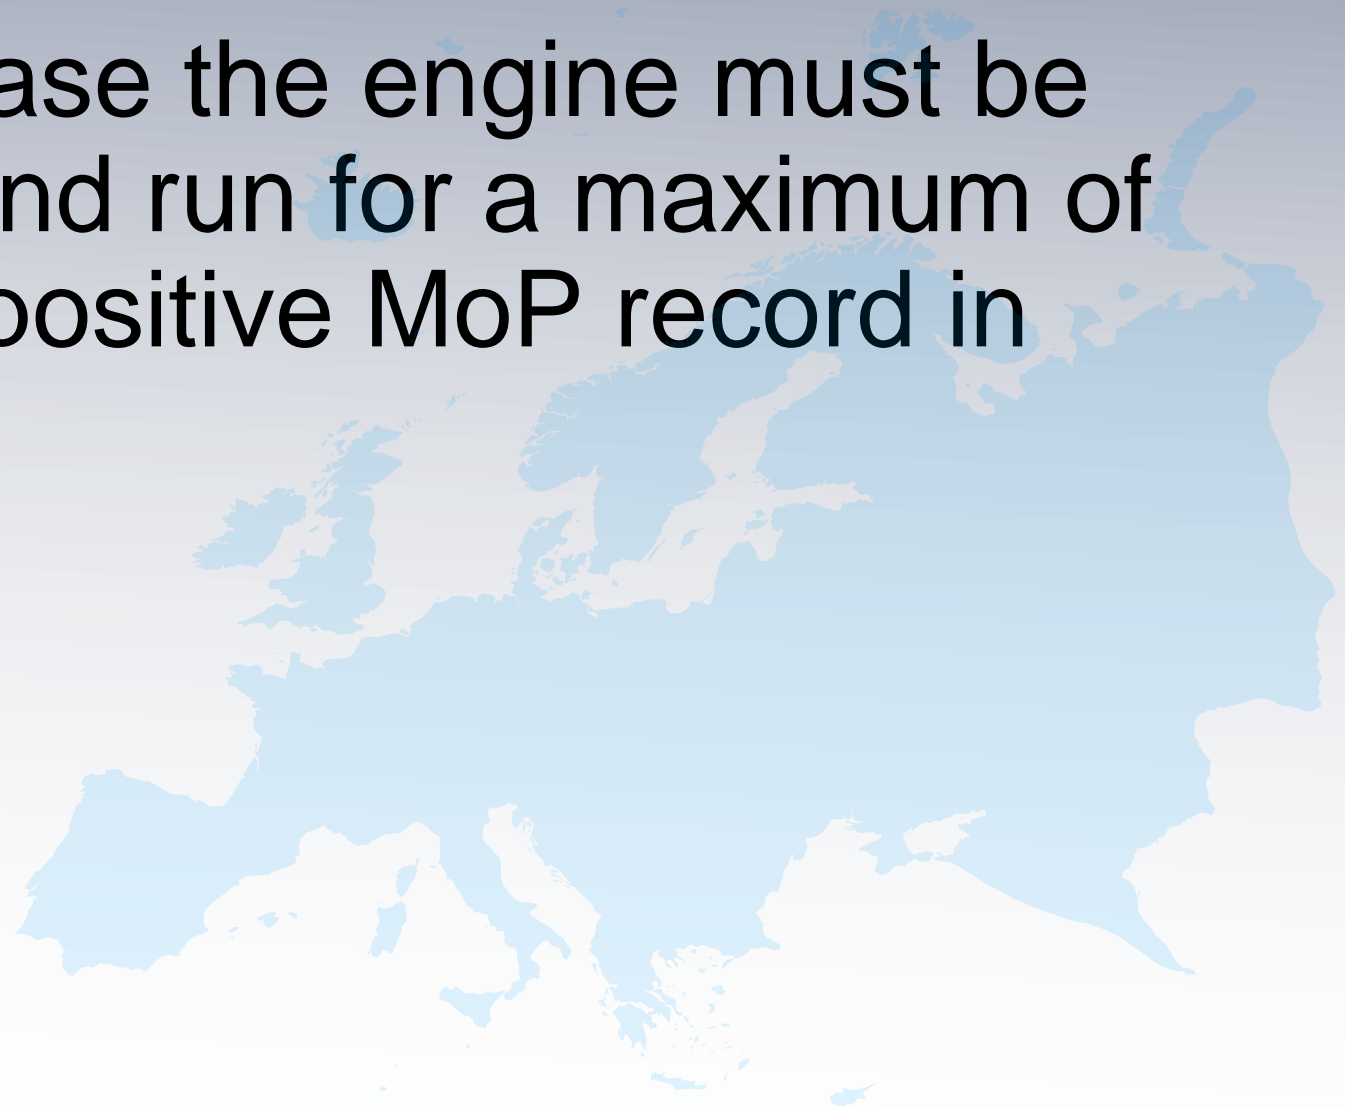 ase the engine must be
nd run for a maximum of
positive MoP record in